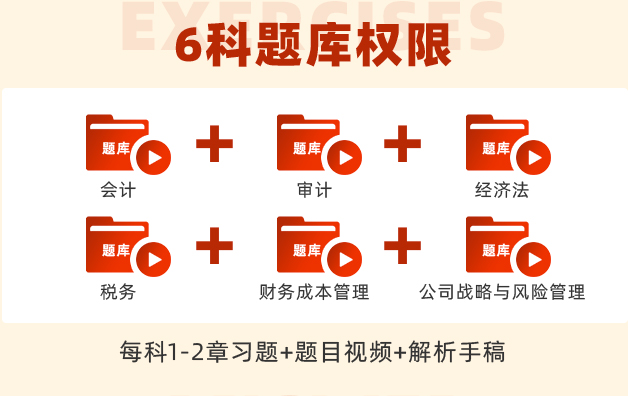 EXERCISES
6科题库权限
题库 + 题库 + 题库
会计 审计 经济法
题库 + 题库 + 题库
税务 财务成本管理 公司战略与风险管理
每科1-2章习题+题目视频+解析手稿